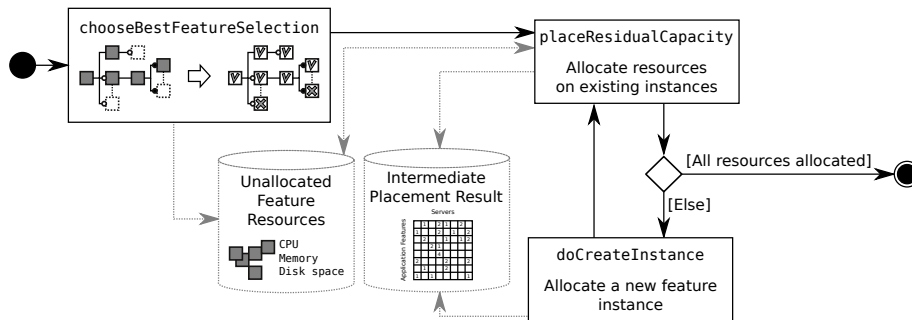 chooseBestFeatureSelection
placeResidualCapacity
Allocate resources
on existing instances
[All resources allocated]
[Else]
Unallocated
Feature
Resources
CPU
Memory
Disk space
Intermediate
Placement Result
Servers
Application Features
doCreateInstance
Allocate a new feature
instance